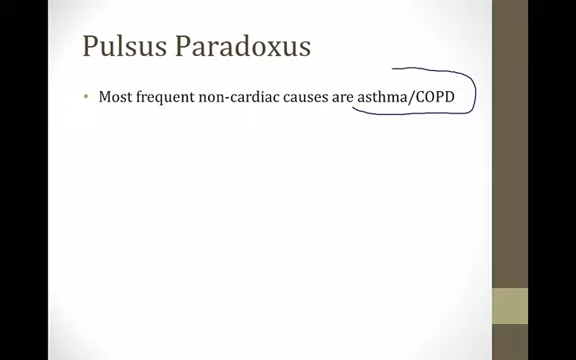 Pulsus Paradoxus
• Most frequent non-cardiac causes are asthma/COPD